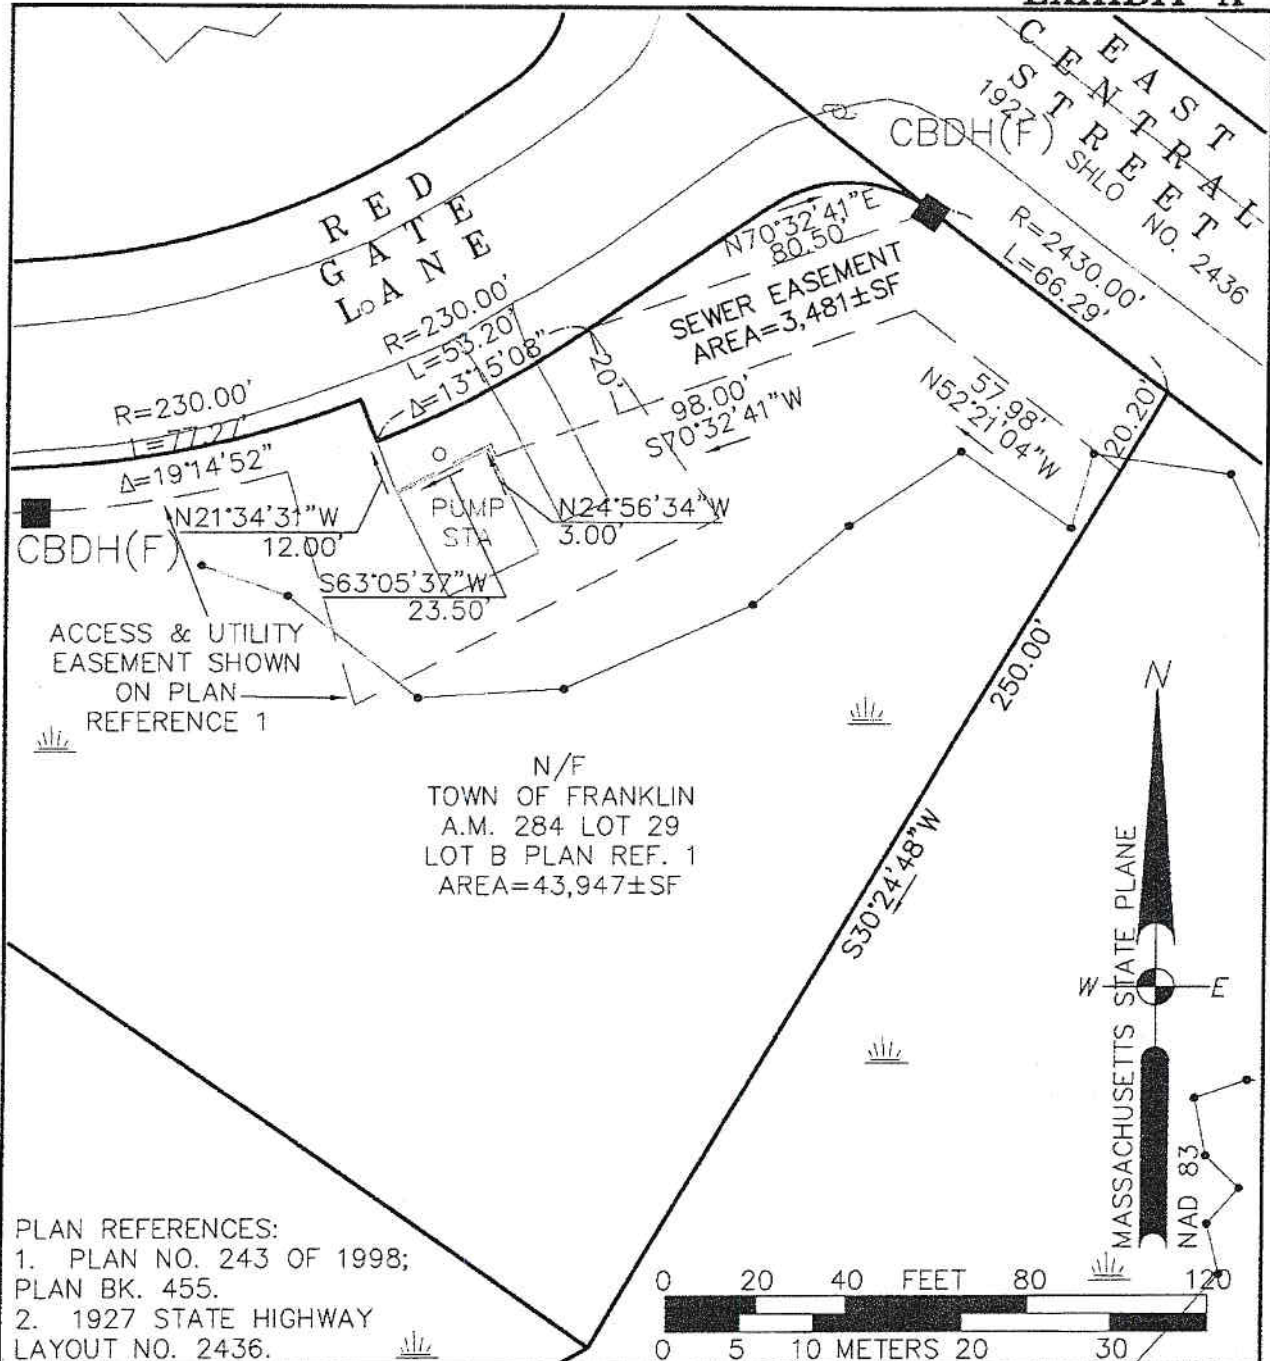 EXHIBIT "A"
EAST
CENTRAL
STREET
1927 SHLO NO. 2436
CBDH(F)
RED
GATE
LANE
N70°32'41"E
80.50'
R=2430.00'
L=66.29'
SEWER EASEMENT
AREA=3,481±SF
R=230.00'
L=53.20'
Δ=13°15'08"
20'
98.00'
S70°32'41"W
57.98'
N52°21'04"W
20.20'
R=230.00'
L=77.27'
Δ=19°14'52"
CBDH(F)
N21°34'31"W
12.00'
PUMP
STA
N24°56'34"W
3.00'
S63°05'37"W
23.50'
ACCESS & UTILITY
EASEMENT SHOWN
ON PLAN
REFERENCE 1
250.00'
S30°24'48"W
N/F
TOWN OF FRANKLIN
A.M. 284 LOT 29
LOT B PLAN REF. 1
AREA=43,947±SF
N
W E
MASSACHUSETTS STATE PLANE
NAD 83
PLAN REFERENCES:
1. PLAN NO. 243 OF 1998;
PLAN BK. 455.
2. 1927 STATE HIGHWAY
LAYOUT NO. 2436.
0 20 40 FEET 80 120
0 5 10 METERS 20 30